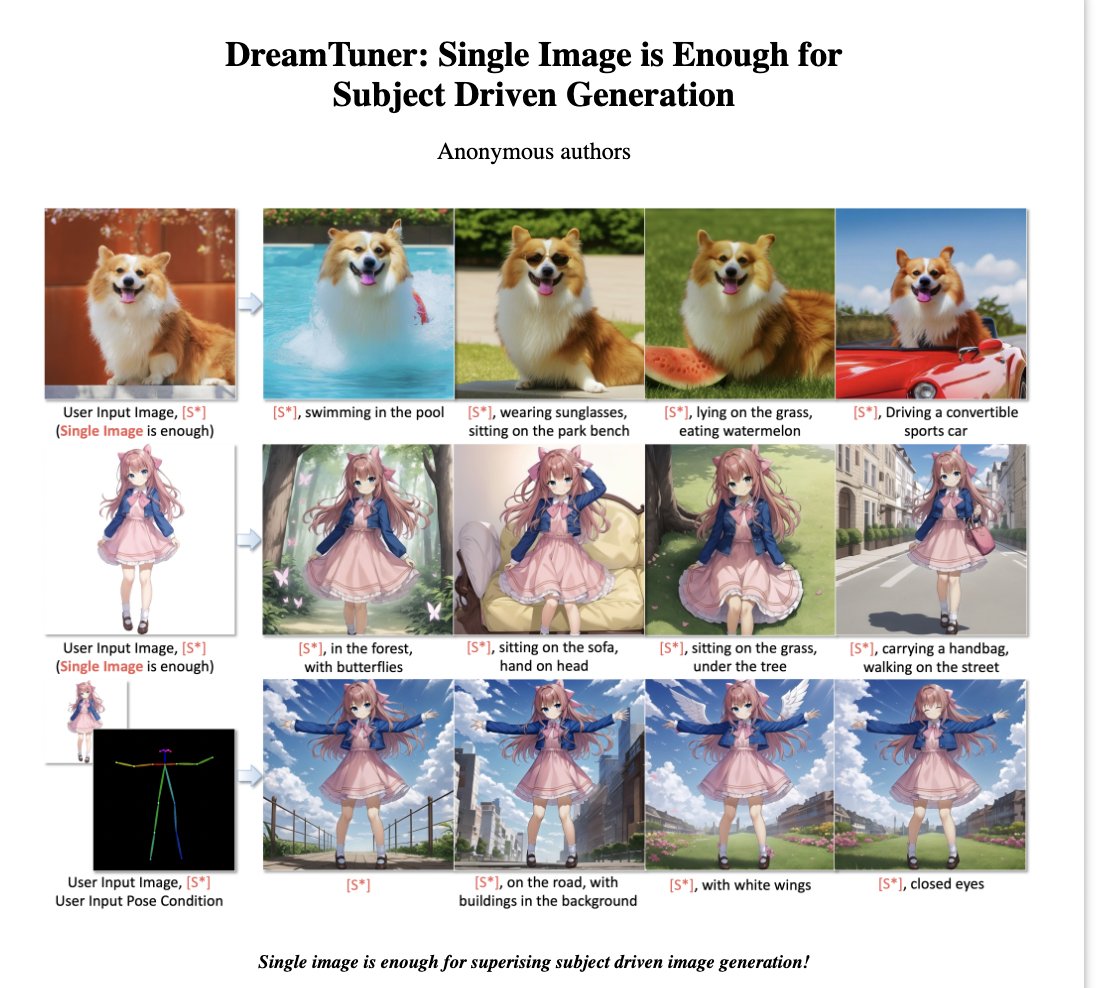 DreamTuner: Single Image is Enough for
Subject Driven Generation
Anonymous authors
User Input Image, [S*]
(Single Image is enough)
[S*], swimming in the pool
[S*], wearing sunglasses,
sitting on the park bench
[S*], lying on the grass,
eating watermelon
[S*], Driving a convertible
sports car
User Input Image, [S*]
(Single Image is enough)
[S*], in the forest,
with butterflies
[S*], sitting on the sofa,
hand on head
[S*], sitting on the grass,
under the tree
[S*], carrying a handbag,
walking on the street
User Input Image, [S*]
User Input Pose Condition
[S*]
[S*], on the road, with
buildings in the background
[S*], with white wings
[S*], closed eyes
Single image is enough for superising subject driven image generation!